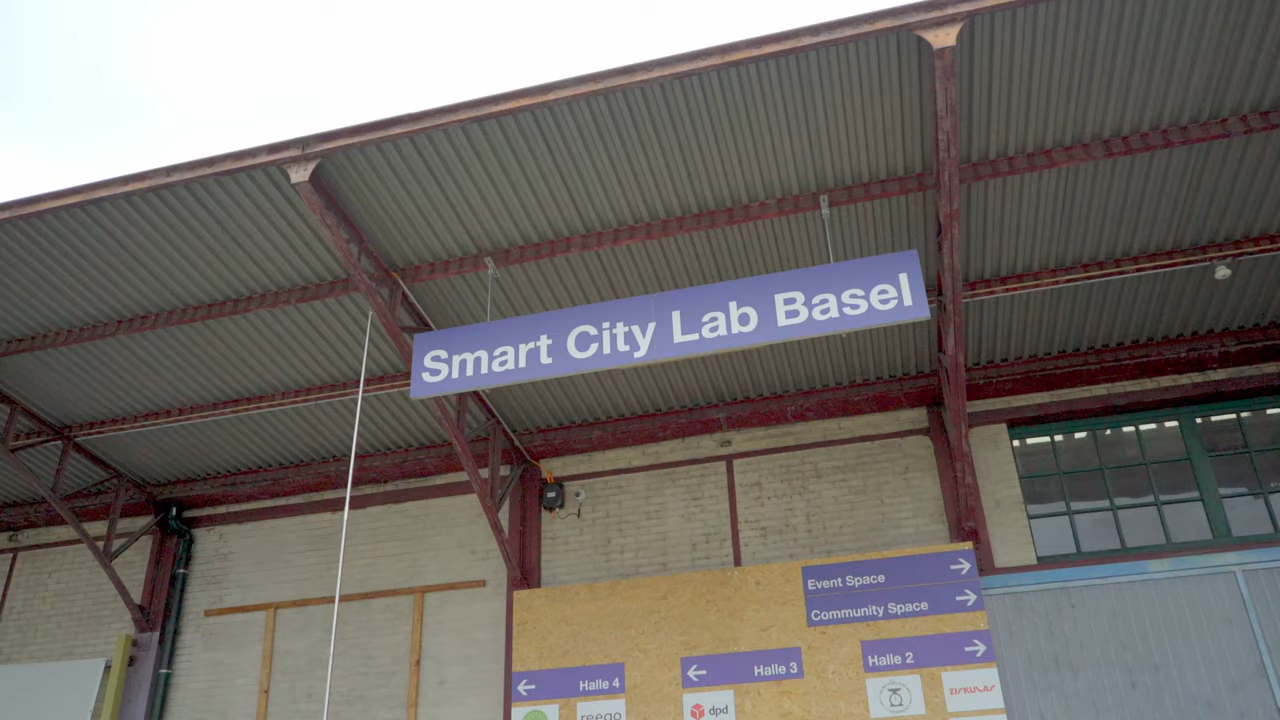 Smart City Lab Basel
Event Space
Community Space
Halle 4
Halle 3
Halle 2
reego
dpd
ZIRKULAR